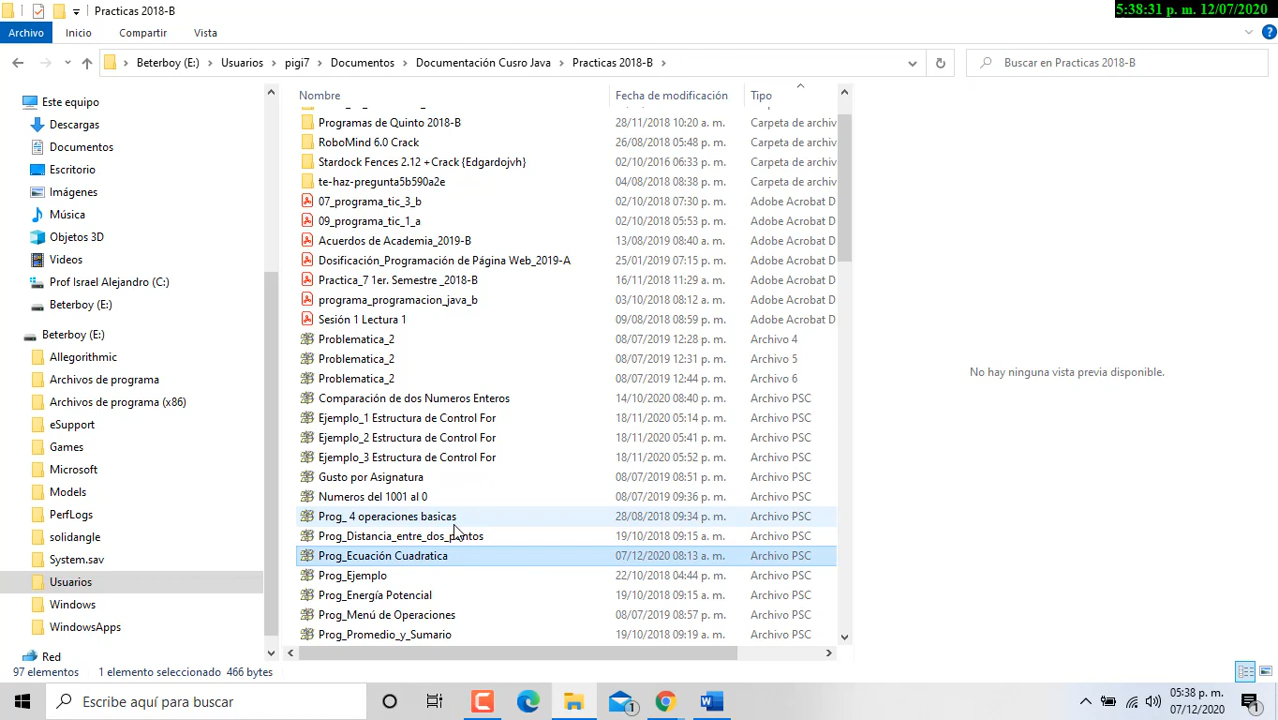 Practicas 2018-B
5:38:31 p. m. 12/07/2020
Archivo Inicio Compartir Vista
Beterboy (E:) Usuarios pigi7 Documentos Documentación Cusro Java Practicas 2018-B
Buscar en Practicas 2018-B
Nombre Fecha de modificación Tipo
Este equipo
Descargas
Documentos
Escritorio
Imágenes
Música
Objetos 3D
Videos
Prof Israel Alejandro (C:)
Beterboy (E:)
Beterboy (E:)
Allegorithmic
Archivos de programa
Archivos de programa (x86)
eSupport
Games
Microsoft
Models
PerfLogs
solidangle
System.sav
Usuarios
Windows
WindowsApps
Red
Programas de Quinto 2018-B 28/11/2018 10:20 a. m. Carpeta de archiv
RoboMind 6.0 Crack 26/08/2018 05:48 p. m. Carpeta de archiv
Stardock Fences 2.12 +Crack {Edgardojvh} 02/10/2016 06:33 p. m. Carpeta de archiv
te-haz-pregunta5b590a2e 04/08/2018 08:38 p. m. Carpeta de archiv
07_programa_tic_3_b 02/10/2018 07:30 p. m. Adobe Acrobat D
09_programa_tic_1_a 02/10/2018 05:53 p. m. Adobe Acrobat D
Acuerdos de Academia_2019-B 13/08/2019 08:40 a. m. Adobe Acrobat D
Dosificación_Programación de Página Web_2019-A 25/01/2019 07:15 p. m. Adobe Acrobat D
Practica_7 1er. Semestre _2018-B 16/11/2018 11:29 a. m. Adobe Acrobat D
programa_programacion_java_b 03/10/2018 08:12 a. m. Adobe Acrobat D
Sesión 1 Lectura 1 09/08/2018 08:59 p. m. Adobe Acrobat D
Problematica_2 08/07/2019 12:28 p. m. Archivo 4
Problematica_2 08/07/2019 12:31 p. m. Archivo 5
Problematica_2 08/07/2019 12:44 p. m. Archivo 6
Comparación de dos Numeros Enteros 14/10/2020 08:40 p. m. Archivo PSC
Ejemplo_1 Estructura de Control For 18/11/2020 05:14 p. m. Archivo PSC
Ejemplo_2 Estructura de Control For 18/11/2020 05:41 p. m. Archivo PSC
Ejemplo_3 Estructura de Control For 18/11/2020 05:52 p. m. Archivo PSC
Gusto por Asignatura 08/07/2019 08:51 p. m. Archivo PSC
Numeros del 1001 al 0 08/07/2019 09:36 p. m. Archivo PSC
Prog_ 4 operaciones basicas 28/08/2018 09:34 p. m. Archivo PSC
Prog_Distancia_entre_dos_puntos 19/10/2018 09:15 a. m. Archivo PSC
Prog_Ecuación Cuadratica 07/12/2020 08:13 a. m. Archivo PSC
Prog_Ejemplo 22/10/2018 04:44 p. m. Archivo PSC
Prog_Energía Potencial 19/10/2018 09:15 a. m. Archivo PSC
Prog_Menú de Operaciones 08/07/2019 08:57 p. m. Archivo PSC
Prog_Promedio_y_Sumario 19/10/2018 09:19 a. m. Archivo PSC
No hay ninguna vista previa disponible.
97 elementos 1 elemento seleccionado 466 bytes
Escribe aquí para buscar
1
05:38 p. m.
07/12/2020
1